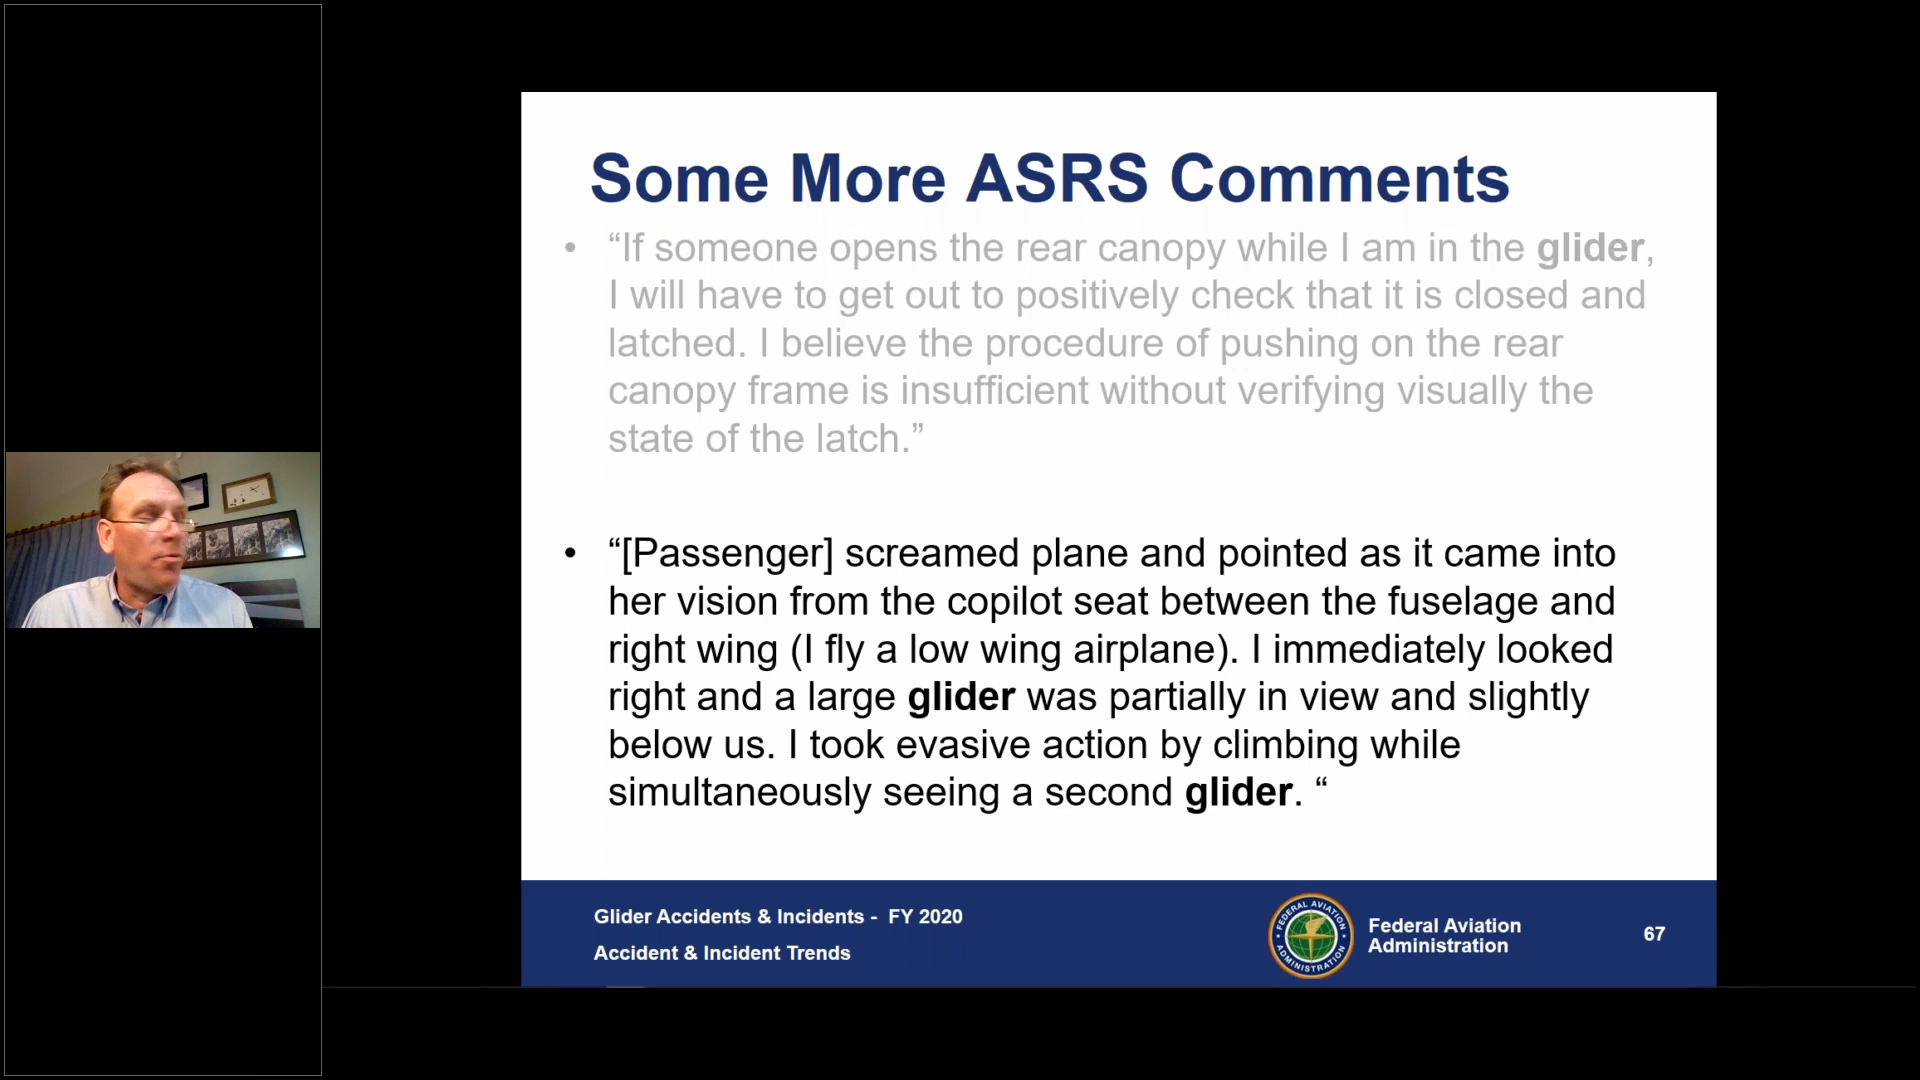 Some More ASRS Comments
• “If someone opens the rear canopy while I am in the glider,
I will have to get out to positively check that it is closed and
latched. I believe the procedure of pushing on the rear
canopy frame is insufficient without verifying visually the
state of the latch.”
• “[Passenger] screamed plane and pointed as it came into
her vision from the copilot seat between the fuselage and
right wing (I fly a low wing airplane). I immediately looked
right and a large glider was partially in view and slightly
below us. I took evasive action by climbing while
simultaneously seeing a second glider. “
Glider Accidents & Incidents - FY 2020
Accident & Incident Trends
FEDERAL AVIATION
ADMINISTRATION
Federal Aviation
Administration
67